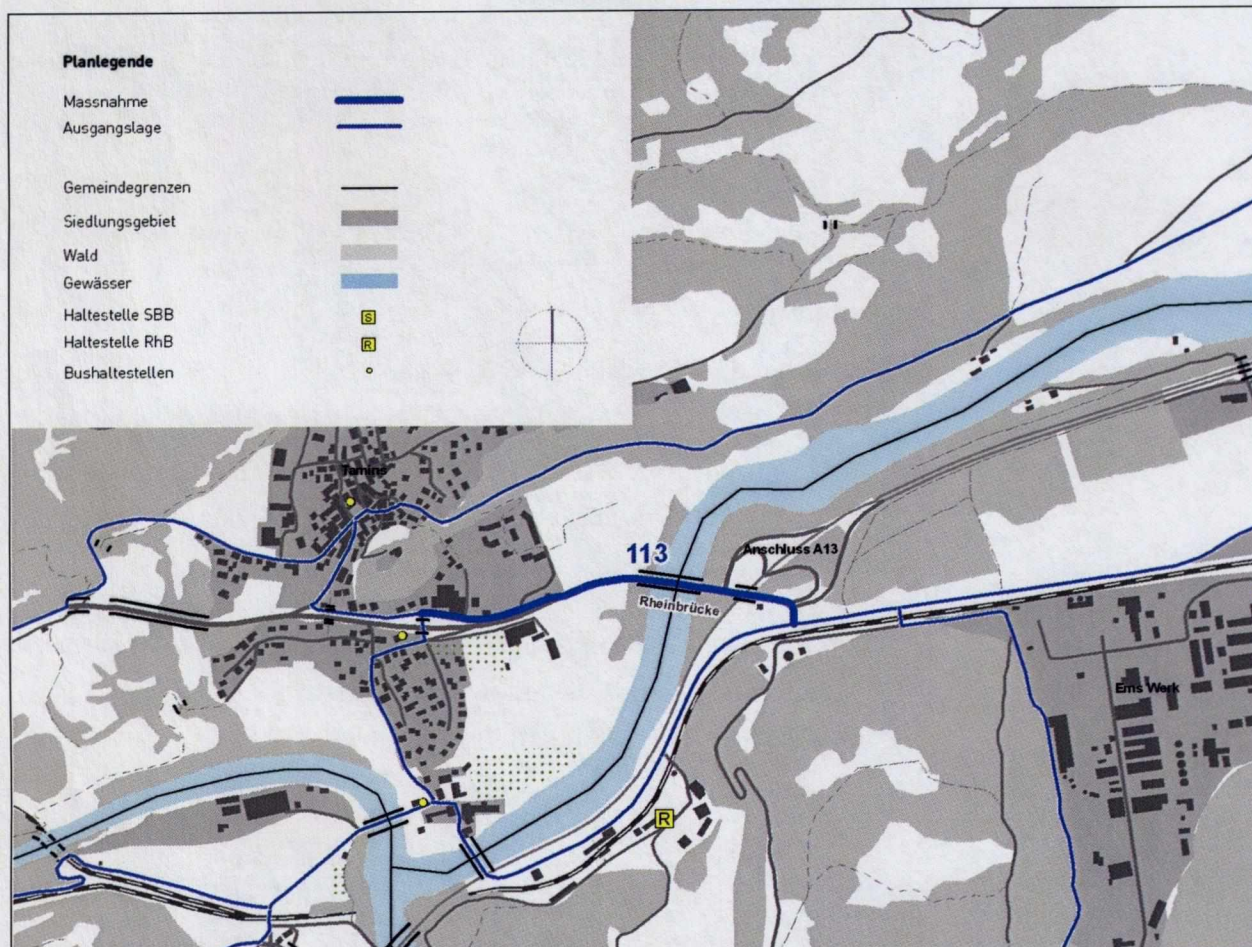 Planlegende
Massnahme
Ausgangslage
Gemeindegrenzen
Siedlungsgebiet
Wald
Gewässer
Haltestelle SBB
S
Haltestelle RhB
R
Bushaltestellen
Tamins
113
Anschluss A13
Rheinbrücke
Ems Werk
R